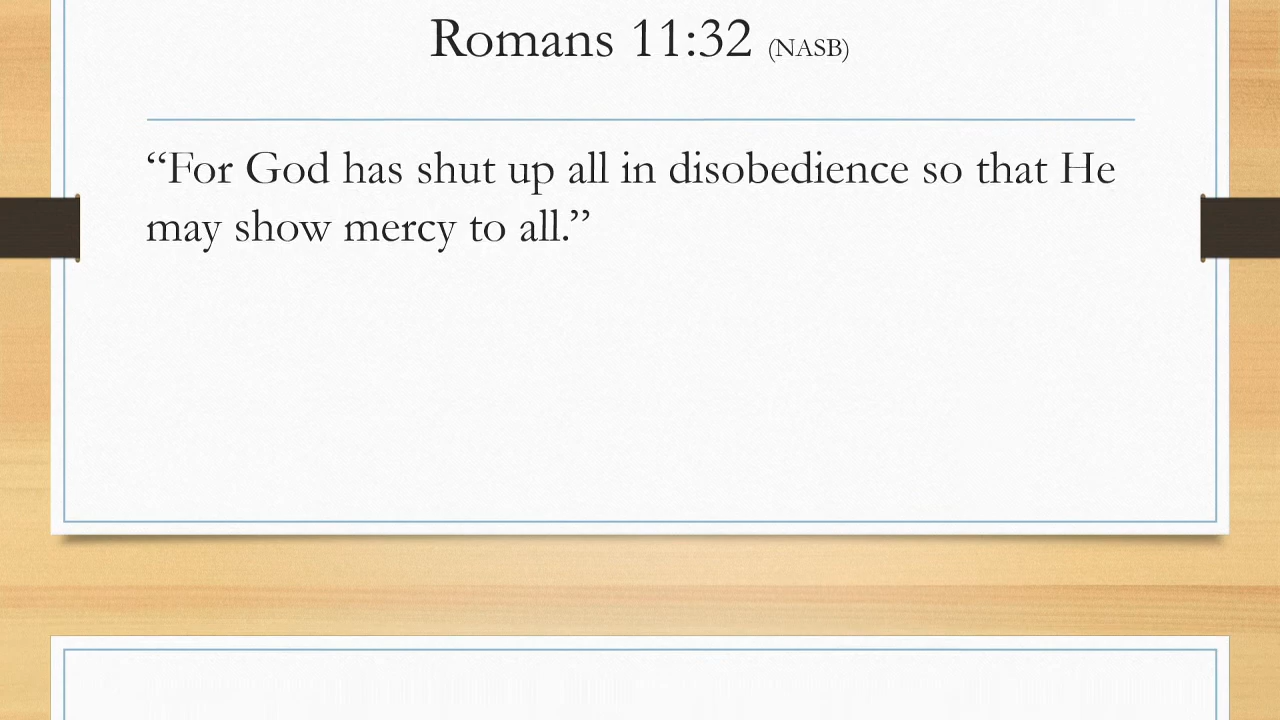 Romans 11:32 (NASB)
“For God has shut up all in disobedience so that He
may show mercy to all.”